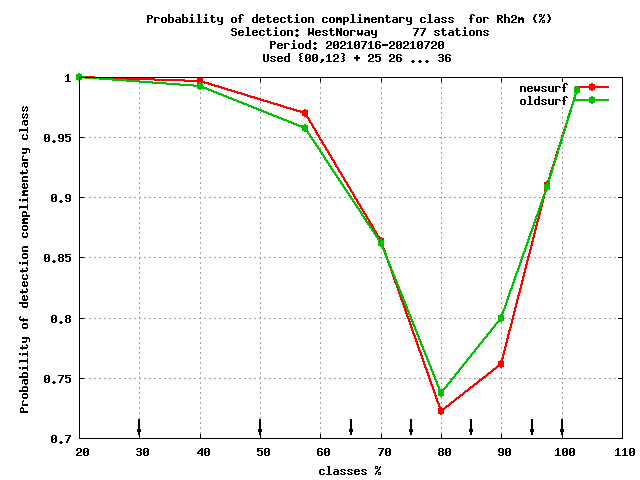 Probability of detection complimentary class  for Rh2m (%)
Selection: WestNorway     77 stations
Period: 20210716-20210720
Used {00,12} + 25 26 ... 36
newsurf
oldsurf
Probability of detection complimentary class
1
0.95
0.9
0.85
0.8
0.75
0.7
20 30 40 50 60 70 80 90 100 110
classes %